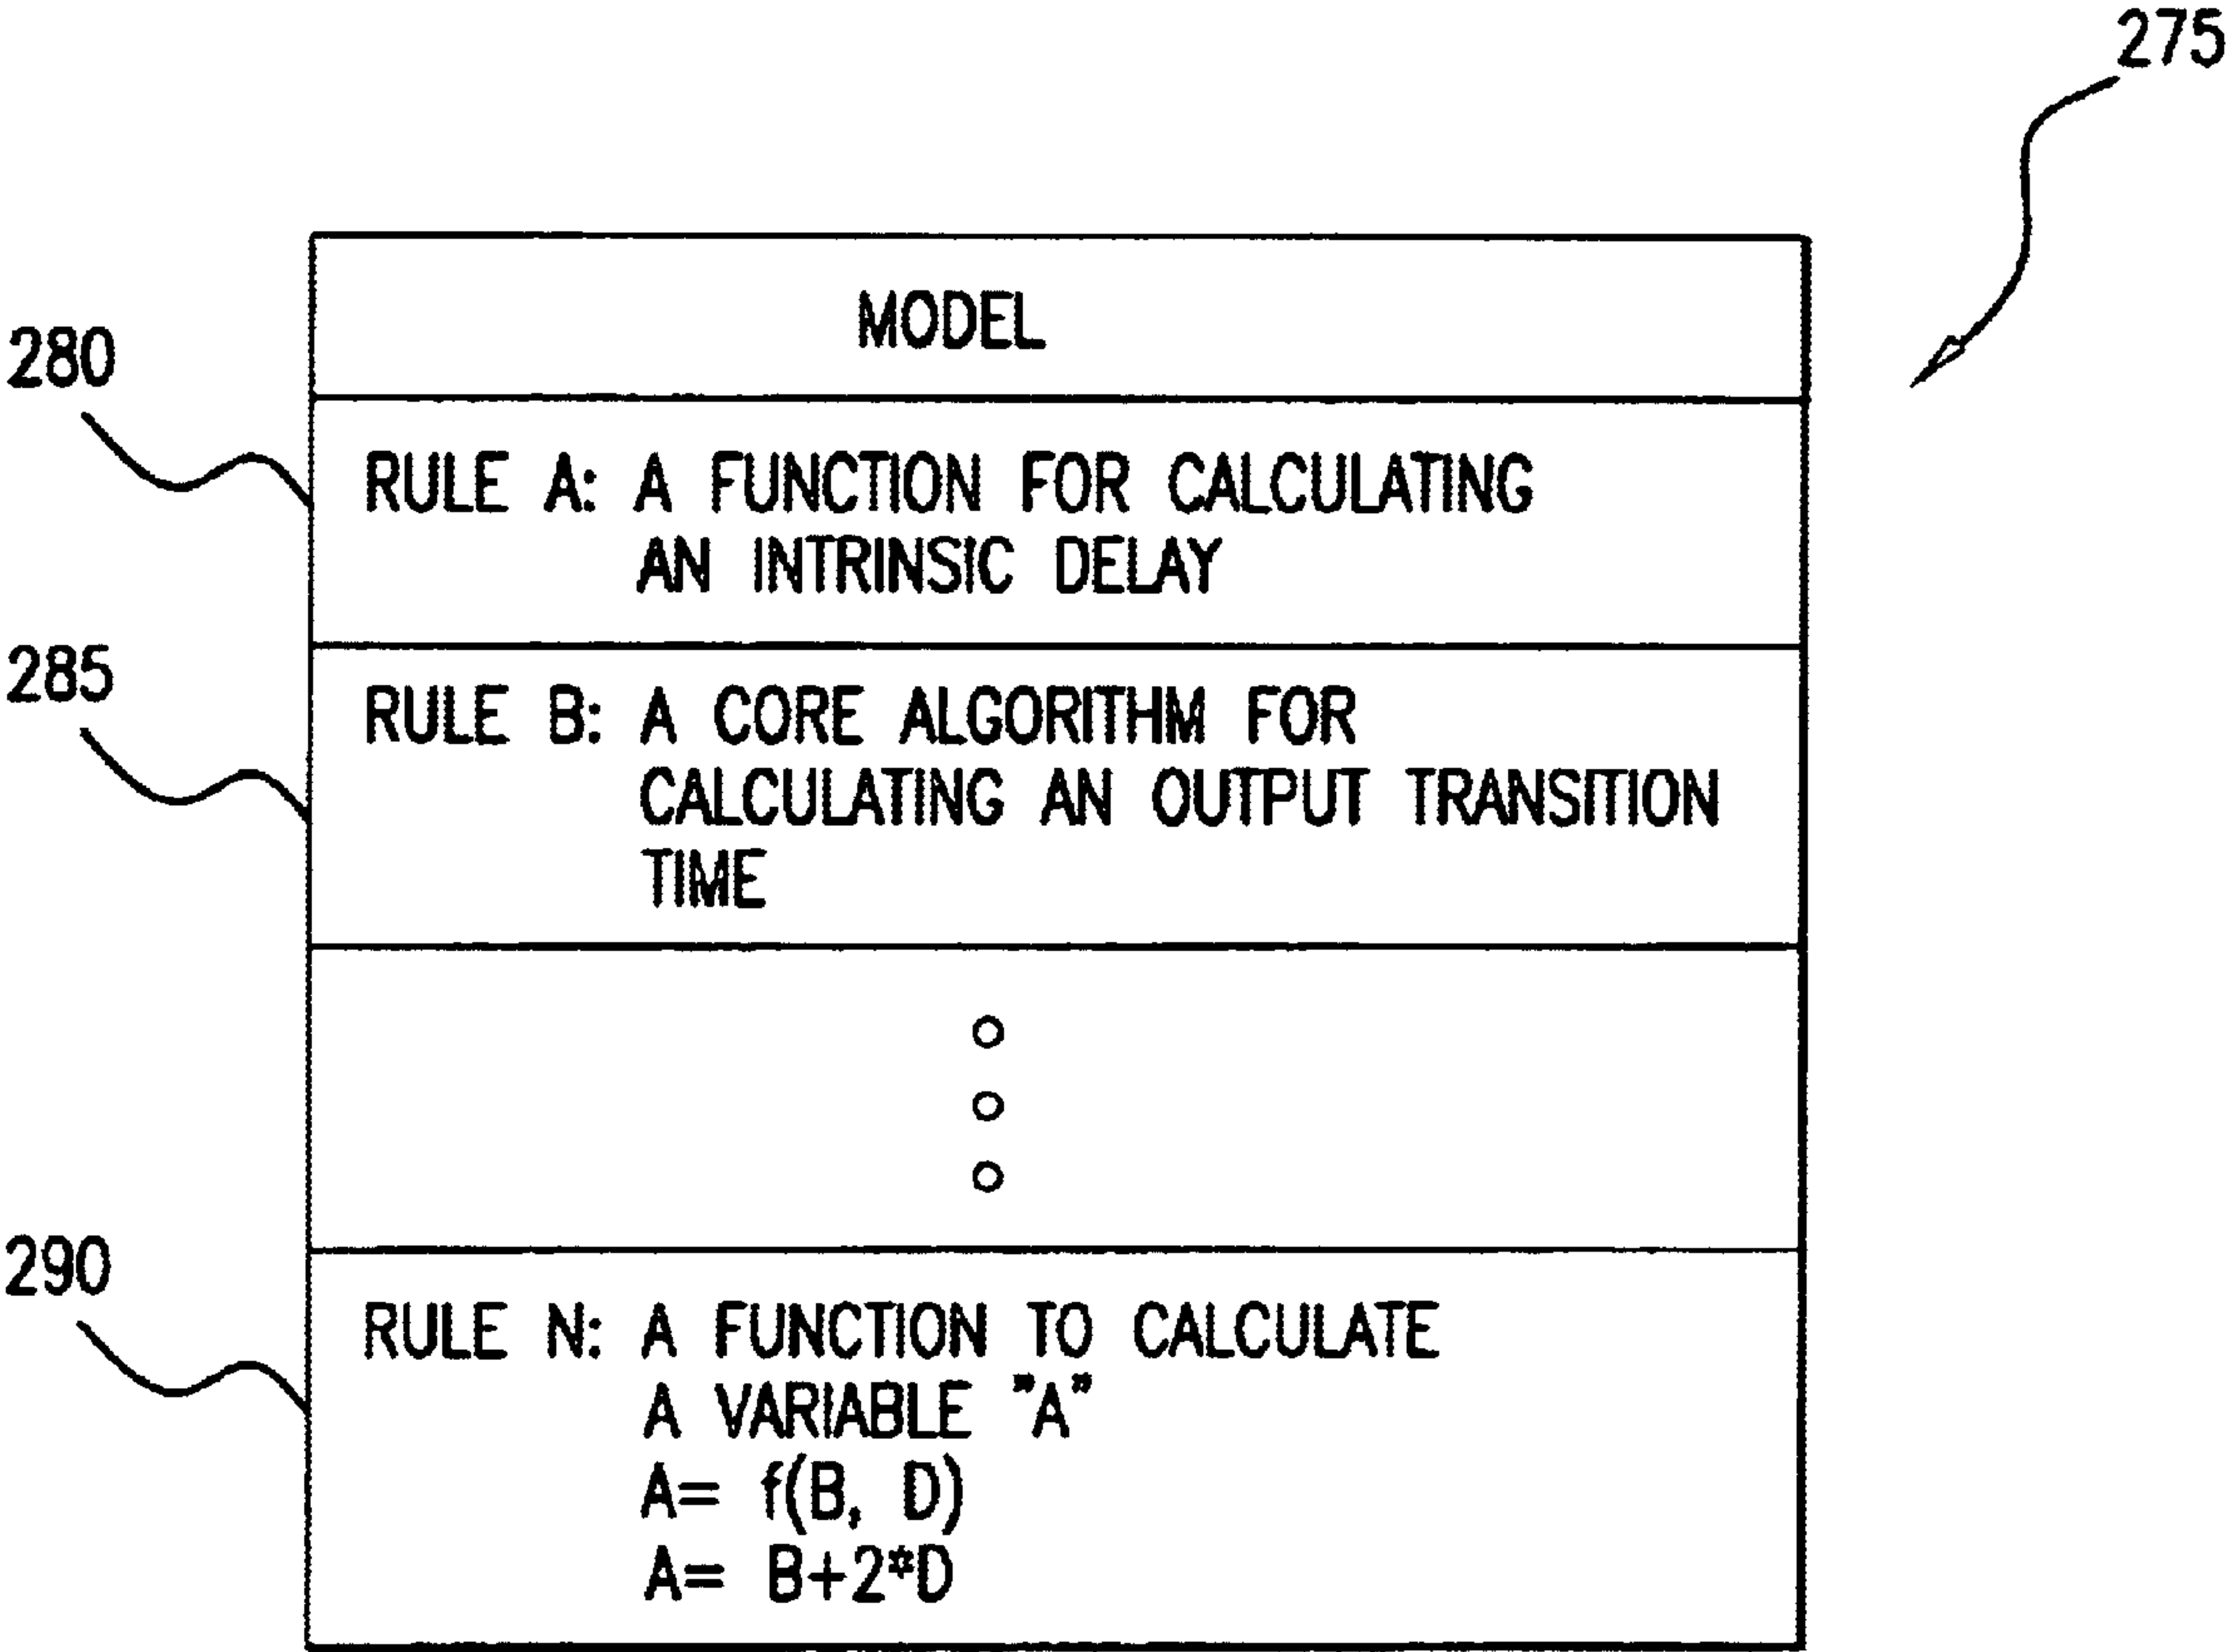 275
MODEL
280
RULE A: A FUNCTION FOR CALCULATING
AN INTRINSIC DELAY
285
RULE B: A CORE ALGORITHM FOR
CALCULATING AN OUTPUT TRANSITION
TIME
290
RULE N: A FUNCTION TO CALCULATE
A VARIABLE "A"
A= f(B, D)
A= B+2*D